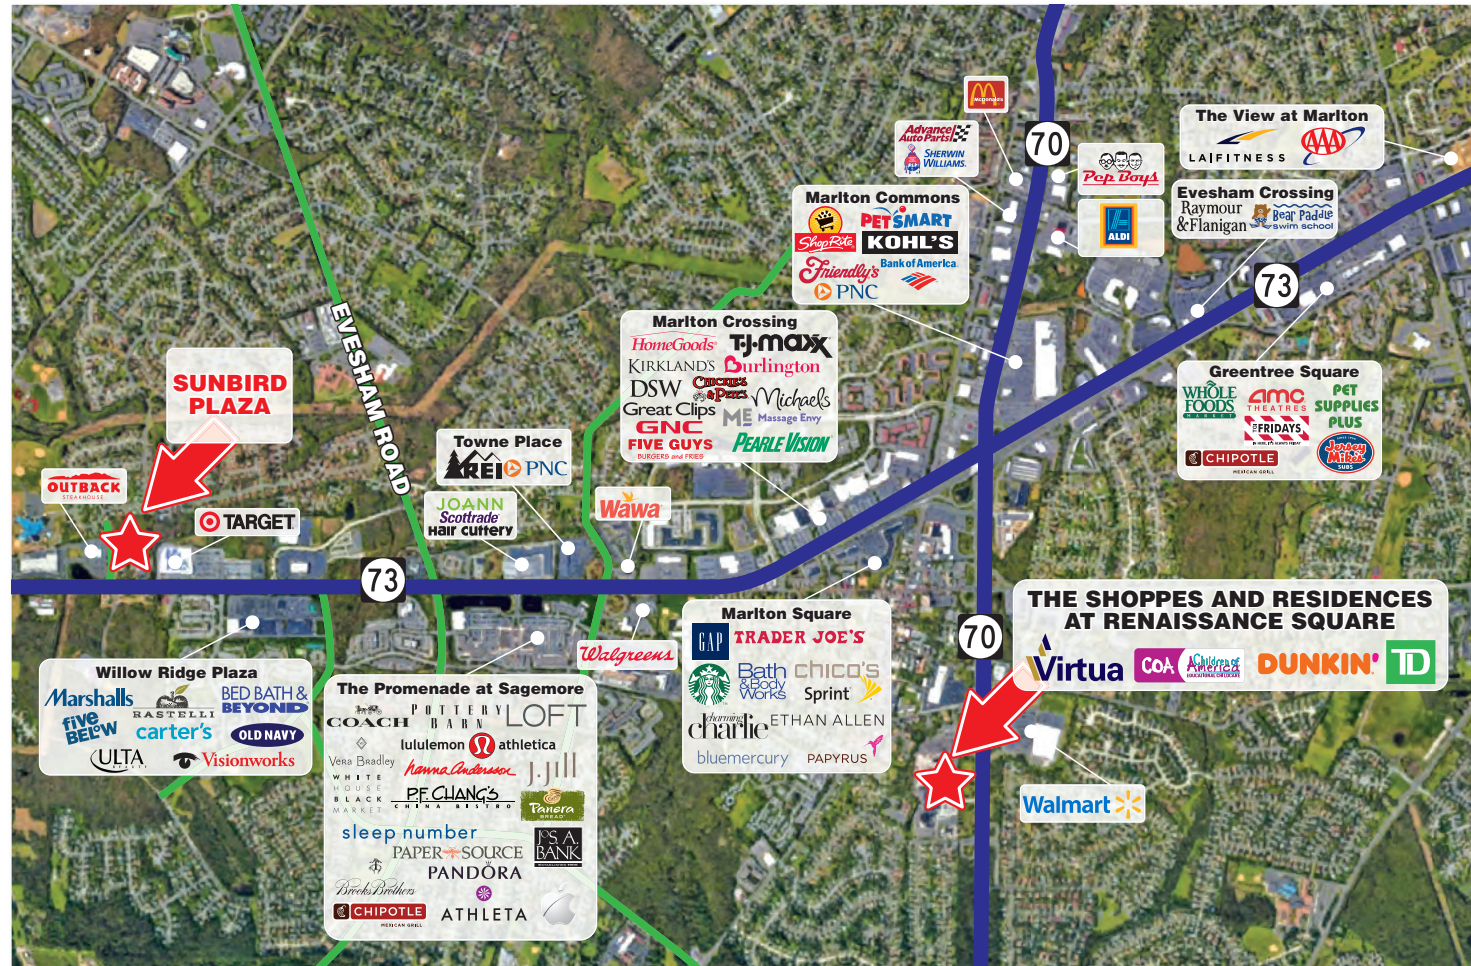 McDonald's
Advance
Auto Parts
SHERWIN
WILLIAMS.
70
Pep Boys
ALDI
The View at Marlton
LA|FITNESS
AAA
Evesham Crossing
Raymour
&Flanigan
Bear Paddle
swim school
73
Marlton Commons
ShopRite
PETSMART
KOHL'S
Friendly's
Bank of America.
PNC
Marlton Crossing
HomeGoods
T·J·maxx
KIRKLAND'S
Burlington
DSW
CHICKIE'S
& PETE'S
Michaels
Great Clips
ME Massage Envy
GNC
FIVE GUYS
BURGERS and FRIES
PEARLE VISION
Greentree Square
WHOLE
FOODS
MARKET
AMC
THEATRES
PET
SUPPLIES
PLUS
FRIDAYS
CHIPOTLE
MEXICAN GRILL
Jersey
Mike's
SUBS
EVESHAM ROAD
SUNBIRD
PLAZA
OUTBACK
STEAKHOUSE
TARGET
Towne Place
REI
PNC
JOANN
Scottrade
Hair Cuttery
Wawa
73
Walgreens
Willow Ridge Plaza
Marshalls
RASTELLI
BED BATH &
BEYOND
five
BELOW
carter's
OLD NAVY
ULTA
BEAUTY
Visionworks
The Promenade at Sagemore
COACH
POTTERY
BARN
LOFT
Vera Bradley
lululemon athletica
hanna andersson
J.Jill
WHITE
HOUSE
BLACK
MARKET
P.F. CHANG'S
CHINA BISTRO
Panera
BREAD
sleep number
PAPER SOURCE
JOS. A.
BANK
PANDORA
Brooks Brothers
CHIPOTLE
MEXICAN GRILL
ATHLETA
Marlton Square
GAP
TRADER JOE'S
Bath
& Body
Works
chico's
Sprint
charming
charlie
ETHAN ALLEN
bluemercury
PAPYRUS
70
THE SHOPPES AND RESIDENCES
AT RENAISSANCE SQUARE
Virtua
COA
Children of
America
EDUCATIONAL CHILDCARE
DUNKIN'
TD
Walmart